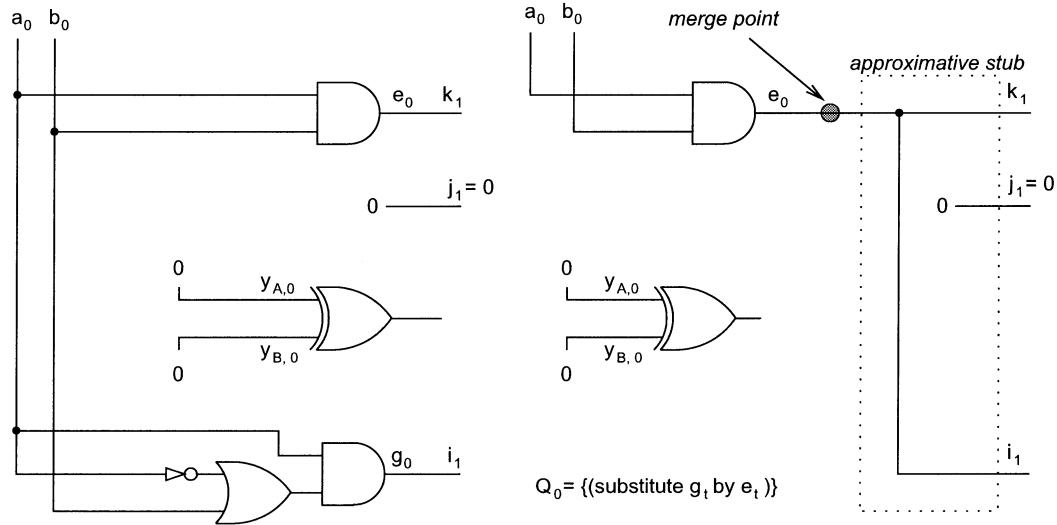 a0 b0
e0 k1
j1 = 0
0
0
yA,0
yB, 0
0
g0 i1
a0 b0
merge point
approximative stub
e0
k1
j1 = 0
0
0
yA,0
yB, 0
0
i1
Q0 = {(substitute gt by et )}